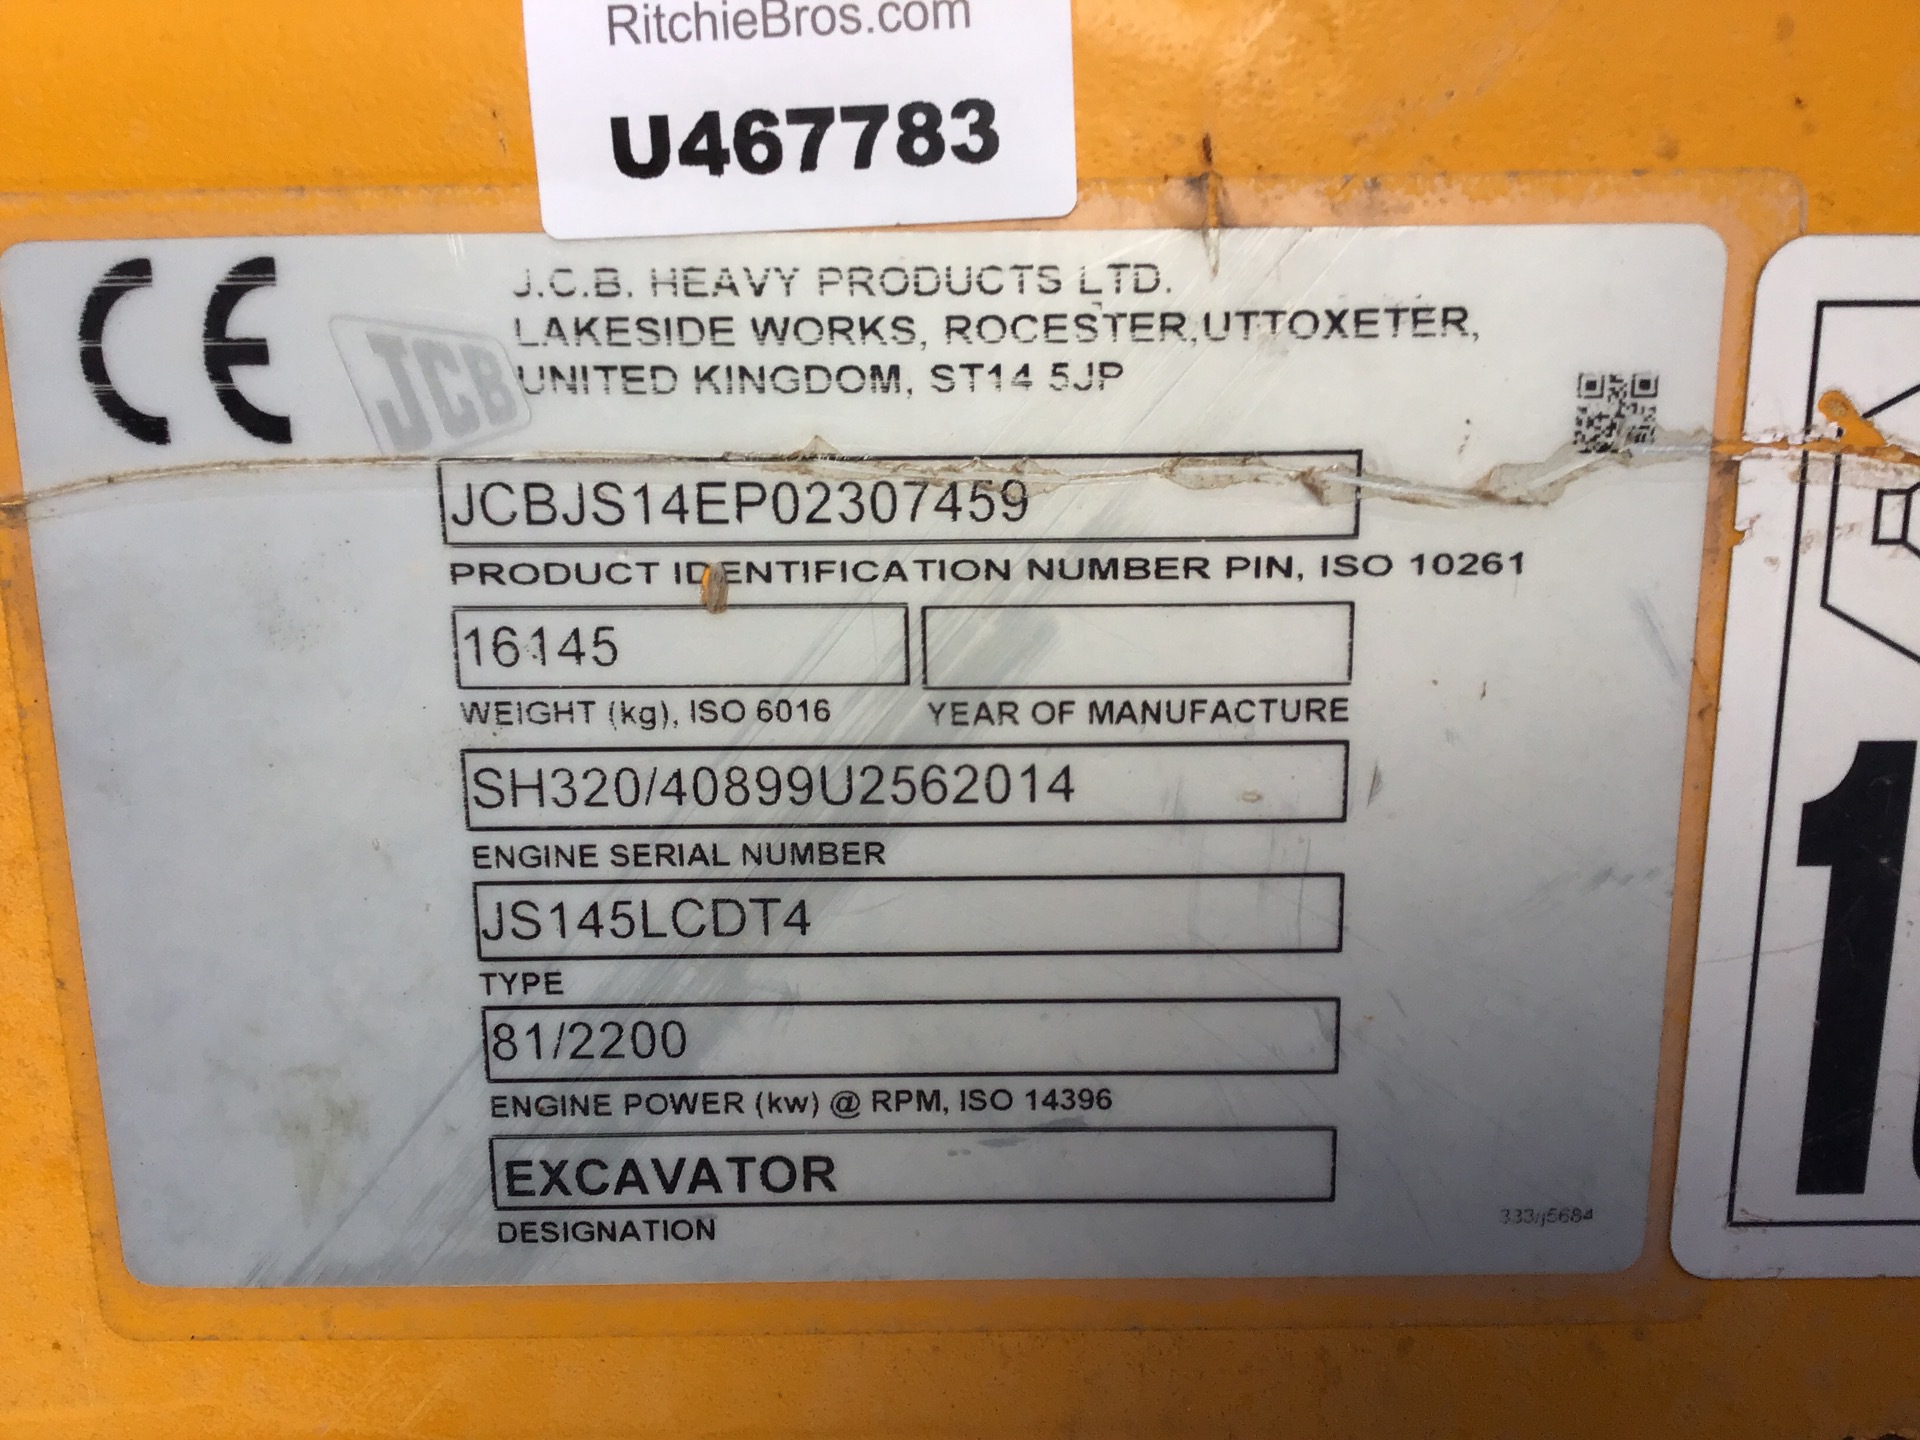 RitchieBros.com
U467783
CE
JCB
J.C.B. HEAVY PRODUCTS LTD.
LAKESIDE WORKS, ROCESTER,UTTOXETER,
UNITED KINGDOM, ST14 5JP
JCBJS14EP02307459
PRODUCT IDENTIFICATION NUMBER PIN, ISO 10261
16145
WEIGHT (kg), ISO 6016
YEAR OF MANUFACTURE
SH320/40899U2562014
ENGINE SERIAL NUMBER
JS145LCDT4
TYPE
81/2200
ENGINE POWER (kw) @ RPM, ISO 14396
EXCAVATOR
DESIGNATION